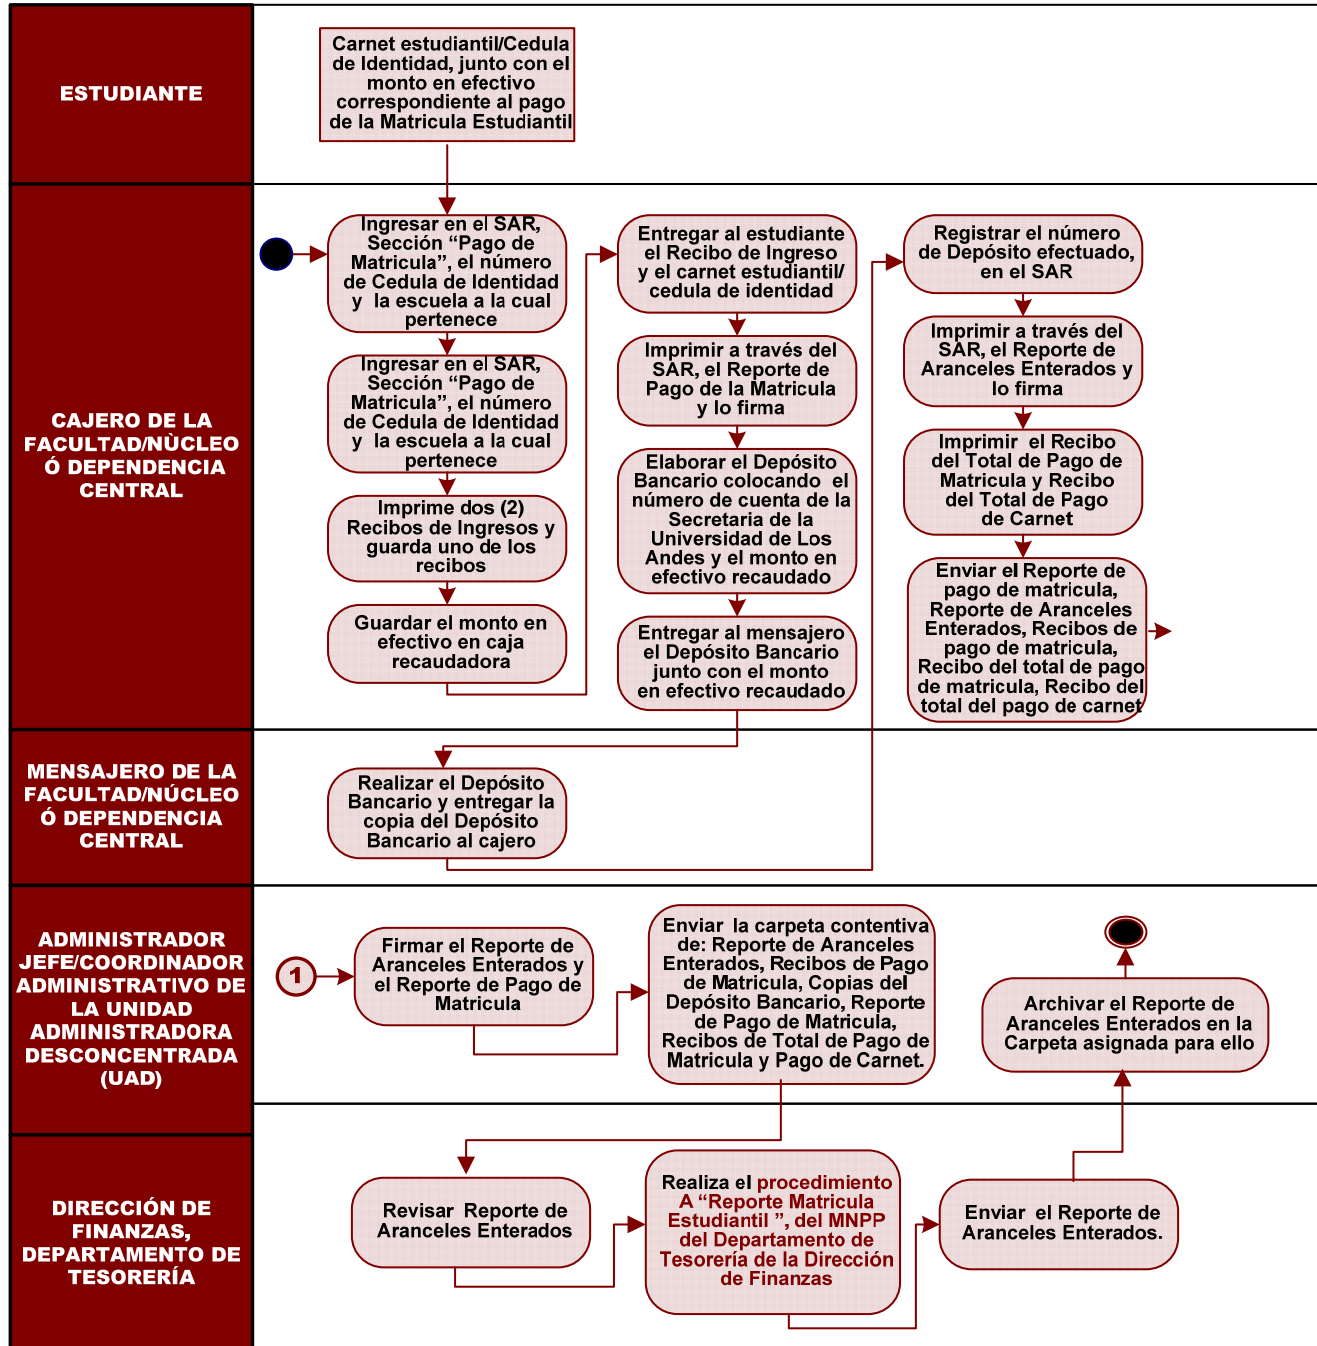 ESTUDIANTE
Carnet estudiantil/Cedula
de Identidad, junto con el
monto en efectivo
correspondiente al pago
de la Matricula Estudiantil
CAJERO DE LA
FACULTAD/NÙCLEO
Ó DEPENDENCIA
CENTRAL
Ingresar en el SAR,
Sección “Pago de
Matricula”, el número
de Cedula de Identidad
y la escuela a la cual
pertenece
Ingresar en el SAR,
Sección “Pago de
Matricula”, el número
de Cedula de Identidad
y la escuela a la cual
pertenece
Imprime dos (2)
Recibos de Ingresos y
guarda uno de los
recibos
Guardar el monto en
efectivo en caja
recaudadora
Entregar al estudiante
el Recibo de Ingreso
y el carnet estudiantil/
cedula de identidad
Imprimir a través del
SAR, el Reporte de
Pago de la Matricula
y lo firma
Elaborar el Depósito
Bancario colocando el
número de cuenta de la
Secretaria de la
Universidad de Los
Andes y el monto en
efectivo recaudado
Entregar al mensajero
el Depósito Bancario
junto con el monto
en efectivo recaudado
Registrar el número
de Depósito efectuado,
en el SAR
Imprimir a través del
SAR, el Reporte de
Aranceles Enterados y
lo firma
Imprimir el Recibo
del Total de Pago de
Matricula y Recibo
del Total de Pago
de Carnet
Enviar el Reporte de
pago de matricula,
Reporte de Aranceles
Enterados, Recibos de
pago de matricula,
Recibo del total de pago
de matricula, Recibo del
total del pago de carnet
MENSAJERO DE LA
FACULTAD/NÚCLEO
Ó DEPENDENCIA
CENTRAL
Realizar el Depósito
Bancario y entregar la
copia del Depósito
Bancario al cajero
ADMINISTRADOR
JEFE/COORDINADOR
ADMINISTRATIVO DE
LA UNIDAD
ADMINISTRADORA
DESCONCENTRADA
(UAD)
1
Firmar el Reporte de
Aranceles Enterados y
el Reporte de Pago de
Matricula
Enviar la carpeta contentiva
de: Reporte de Aranceles
Enterados, Recibos de Pago
de Matricula, Copias del
Depósito Bancario, Reporte
de Pago de Matricula,
Recibos de Total de Pago de
Matricula y Pago de Carnet.
Archivar el Reporte de
Aranceles Enterados en la
Carpeta asignada para ello
DIRECCIÓN DE
FINANZAS,
DEPARTAMENTO DE
TESORERÍA
Revisar Reporte de
Aranceles Enterados
Realiza el procedimiento
A “Reporte Matricula
Estudiantil ”, del MNPP
del Departamento de
Tesorería de la Dirección
de Finanzas
Enviar el Reporte de
Aranceles Enterados.